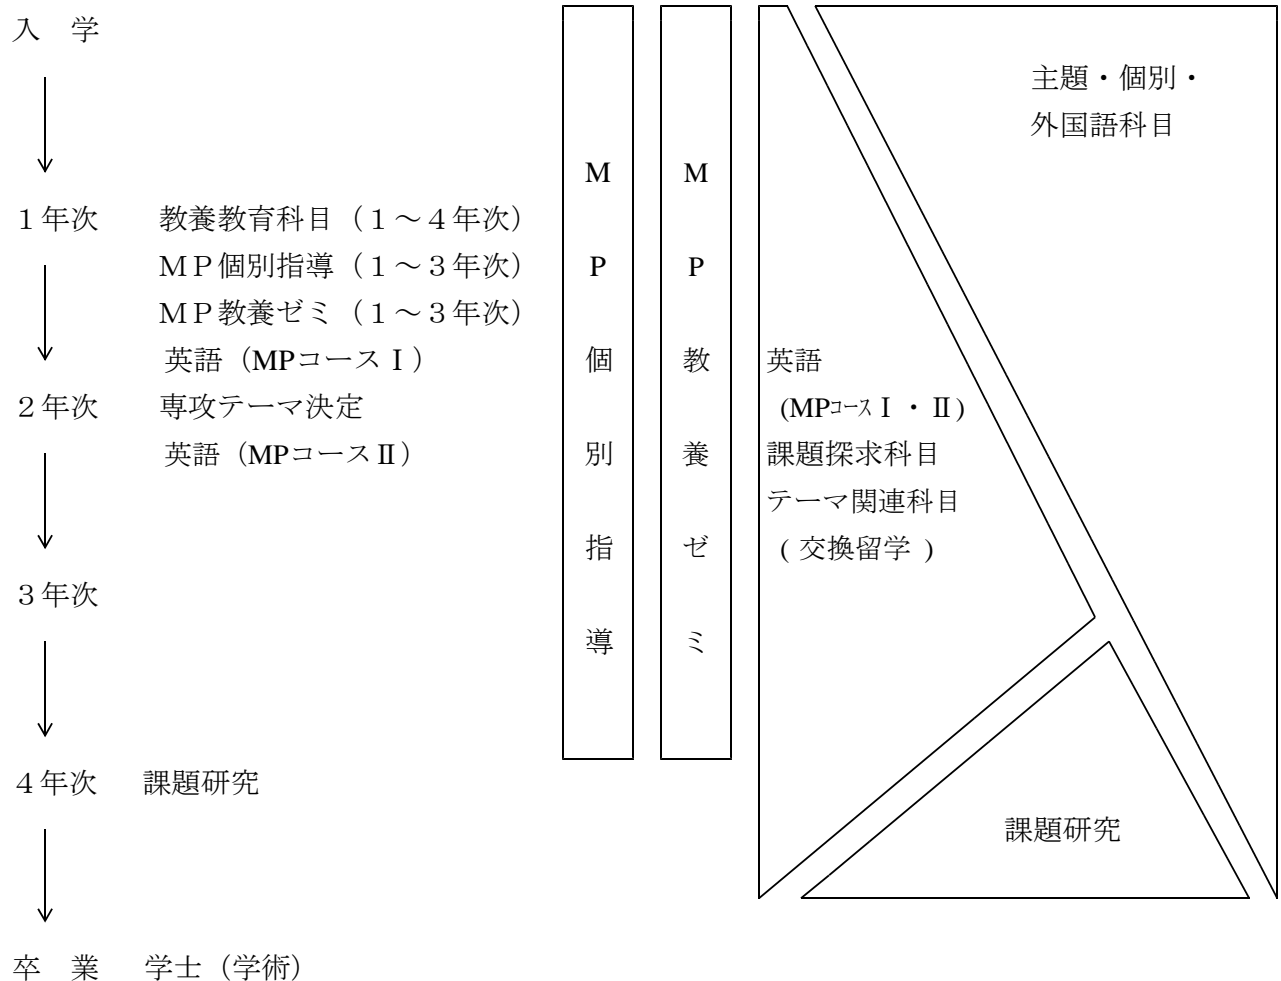 入　学
１年次
教養教育科目（１～４年次）
ＭＰ個別指導（１～３年次）
ＭＰ教養ゼミ（１～３年次）
英語（MPコースⅠ）
２年次
専攻テーマ決定
英語（MPコースⅡ）
３年次
４年次
課題研究
卒　業
学士（学術）
MP個別指導
MP教養ゼミ
英語
(MPコースⅠ・Ⅱ)
課題探求科目
テーマ関連科目
( 交換留学 )
主題・個別・
外国語科目
課題研究